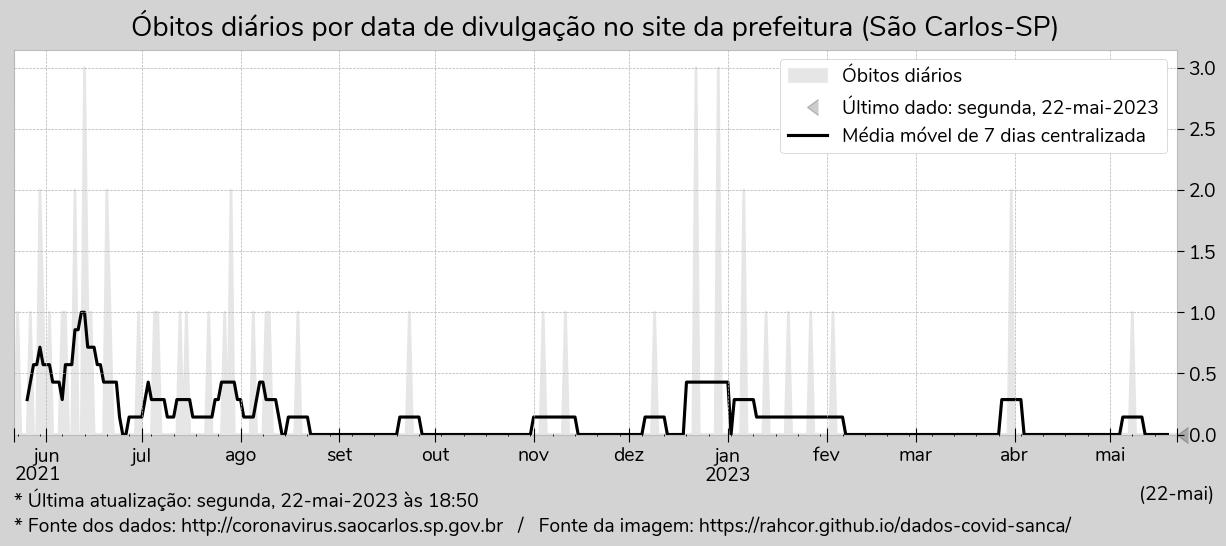 Óbitos diários por data de divulgação no site da prefeitura (São Carlos-SP)
Óbitos diários
Último dado: segunda, 22-mai-2023
Média móvel de 7 dias centralizada
3.0
2.5
2.0
1.5
1.0
0.5
0.0
jun jul ago set out nov dez jan fev mar abr mai
2021 2023
(22-mai)
* Última atualização: segunda, 22-mai-2023 às 18:50
* Fonte dos dados: http://coronavirus.saocarlos.sp.gov.br / Fonte da imagem: https://rahcor.github.io/dados-covid-sanca/